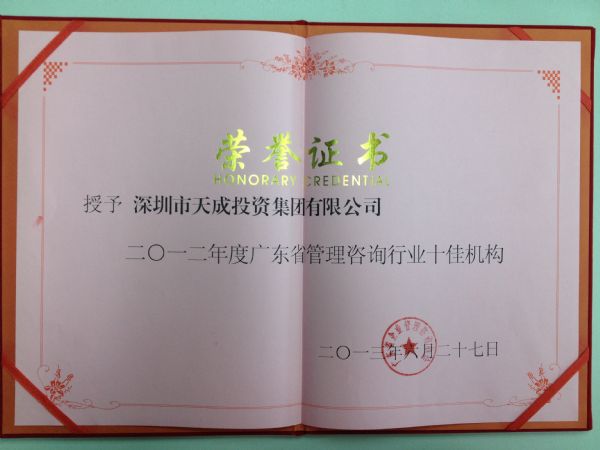 荣誉证书
HONORARY CREDENTIAL
授予 深圳市天成投资集团有限公司
二〇一二年度广东省管理咨询行业十佳机构
二〇一三年六月二十七日